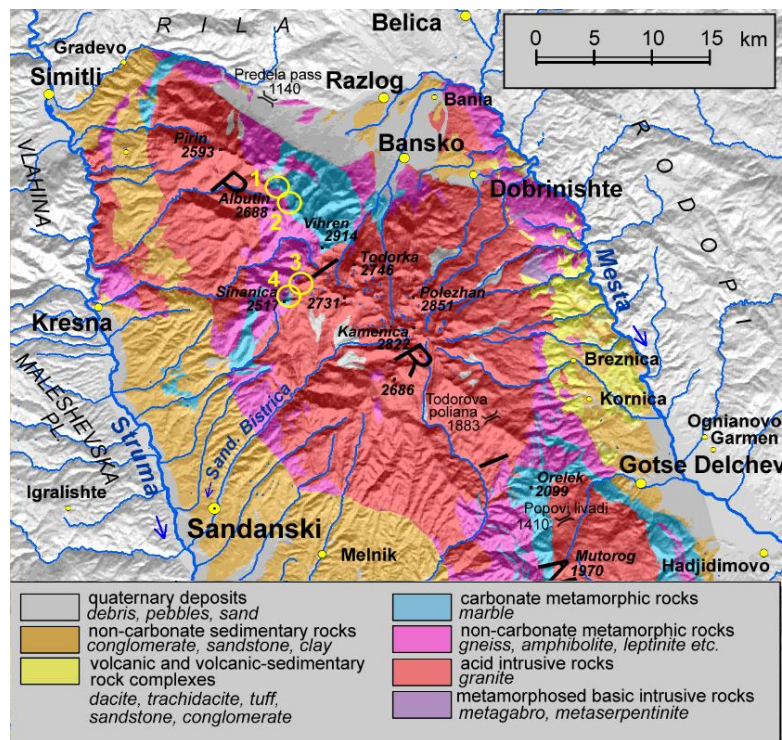 R I L A
Belica
Gradevo
Simitli
Predela pass
1140
Razlog
Bania
0 5 10 15 km
VLAHINA
Pirin
2593
Bansko
Dobrinishte
R O D O P I
P
1
Albutin
2688
2
Vihren
2914
Todorka
2746
I
3
4
Sinanica
2517
2731
Polezhan
2851
Mesta
Kresna
Kamenica
2822
R
Breznica
MALESHEVSKA
PL.
2686
Todorova
poliana
1883
Kornica
Struma
Sand. Bistrica
Ognianovo
Garmen
I
Gotse Delchev
Igralishte
Orelek
2099
Popovi livadi
1410
Sandanski
Melnik
Mutorog
1970
N
Hadjidimovo
quaternary deposits
debris, pebbles, sand
non-carbonate sedimentary rocks
conglomerate, sandstone, clay
volcanic and volcanic-sedimentary
rock complexes
dacite, trachidacite, tuff,
sandstone, conglomerate
carbonate metamorphic rocks
marble
non-carbonate metamorphic rocks
gneiss, amphibolite, leptinite etc.
acid intrusive rocks
granite
metamorphosed basic intrusive rocks
metagabro, metaserpentinite